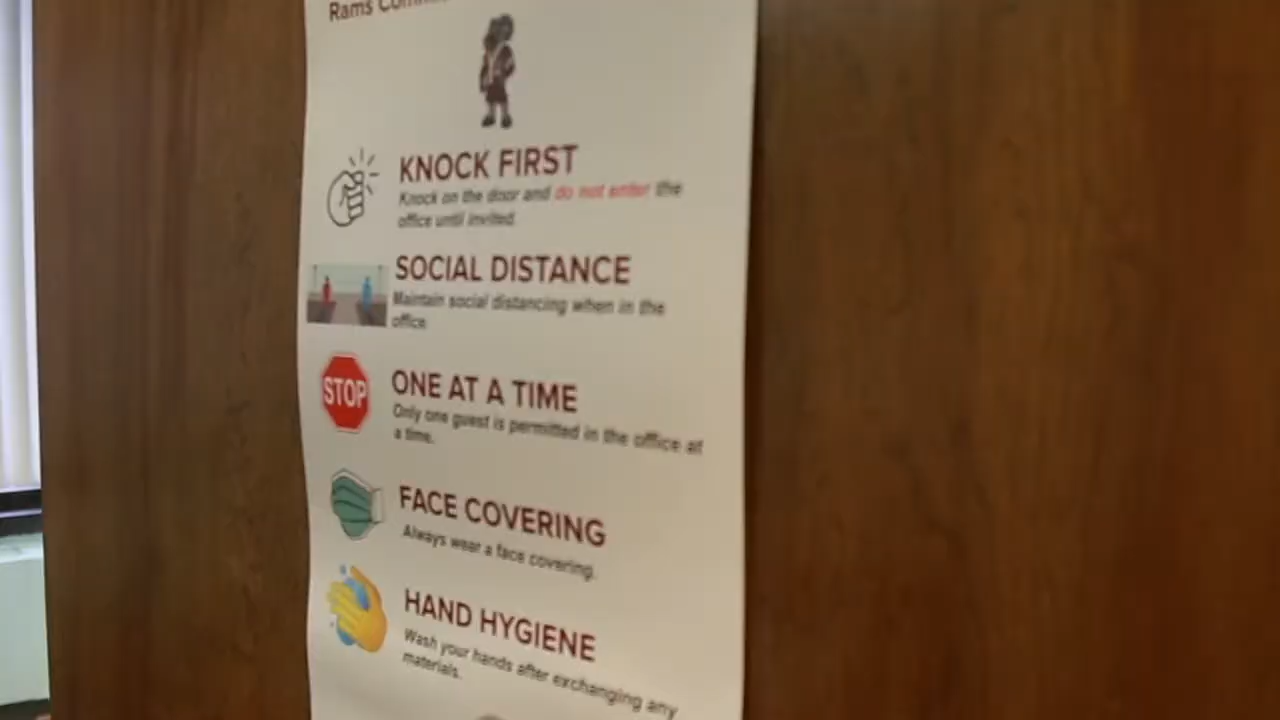 Rams
KNOCK FIRST
Knock on the door and do not enter the
office until invited.
SOCIAL DISTANCE
Maintain social distancing when in the
office.
STOP
ONE AT A TIME
Only one guest is permitted in the office at
a time.
FACE COVERING
Always wear a face covering.
HAND HYGIENE
Wash your hands after exchanging any
materials.